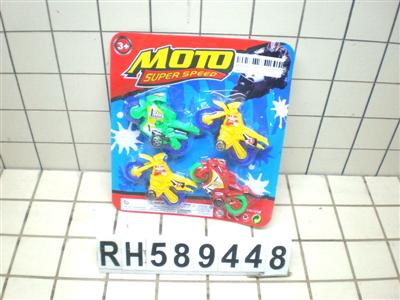 3+
MOTO
SUPER SPEED
RH589448